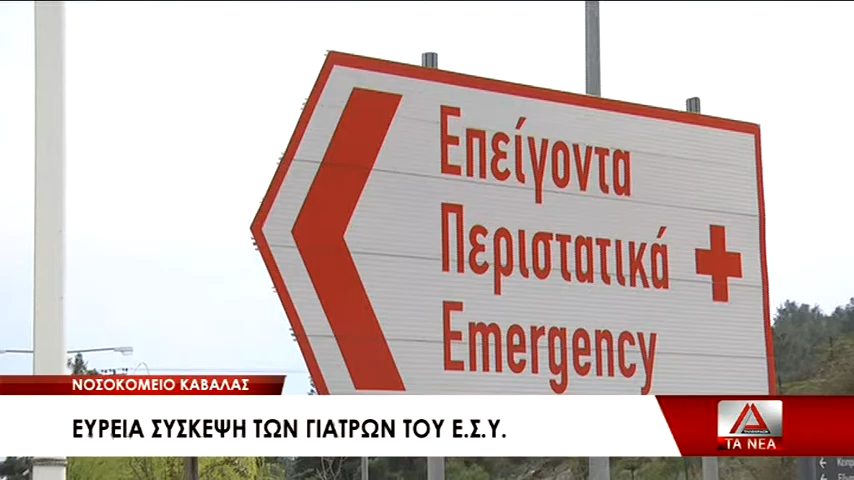 Επείγοντα
Περιστατικά
Emergency
ΝΟΣΟΚΟΜΕΙΟ ΚΑΒΑΛΑΣ
ΕΥΡΕΙΑ ΣΥΣΚΕΨΗ ΤΩΝ ΓΙΑΤΡΩΝ ΤΟΥ Ε.Σ.Υ.
ΤΑ ΝΕΑ